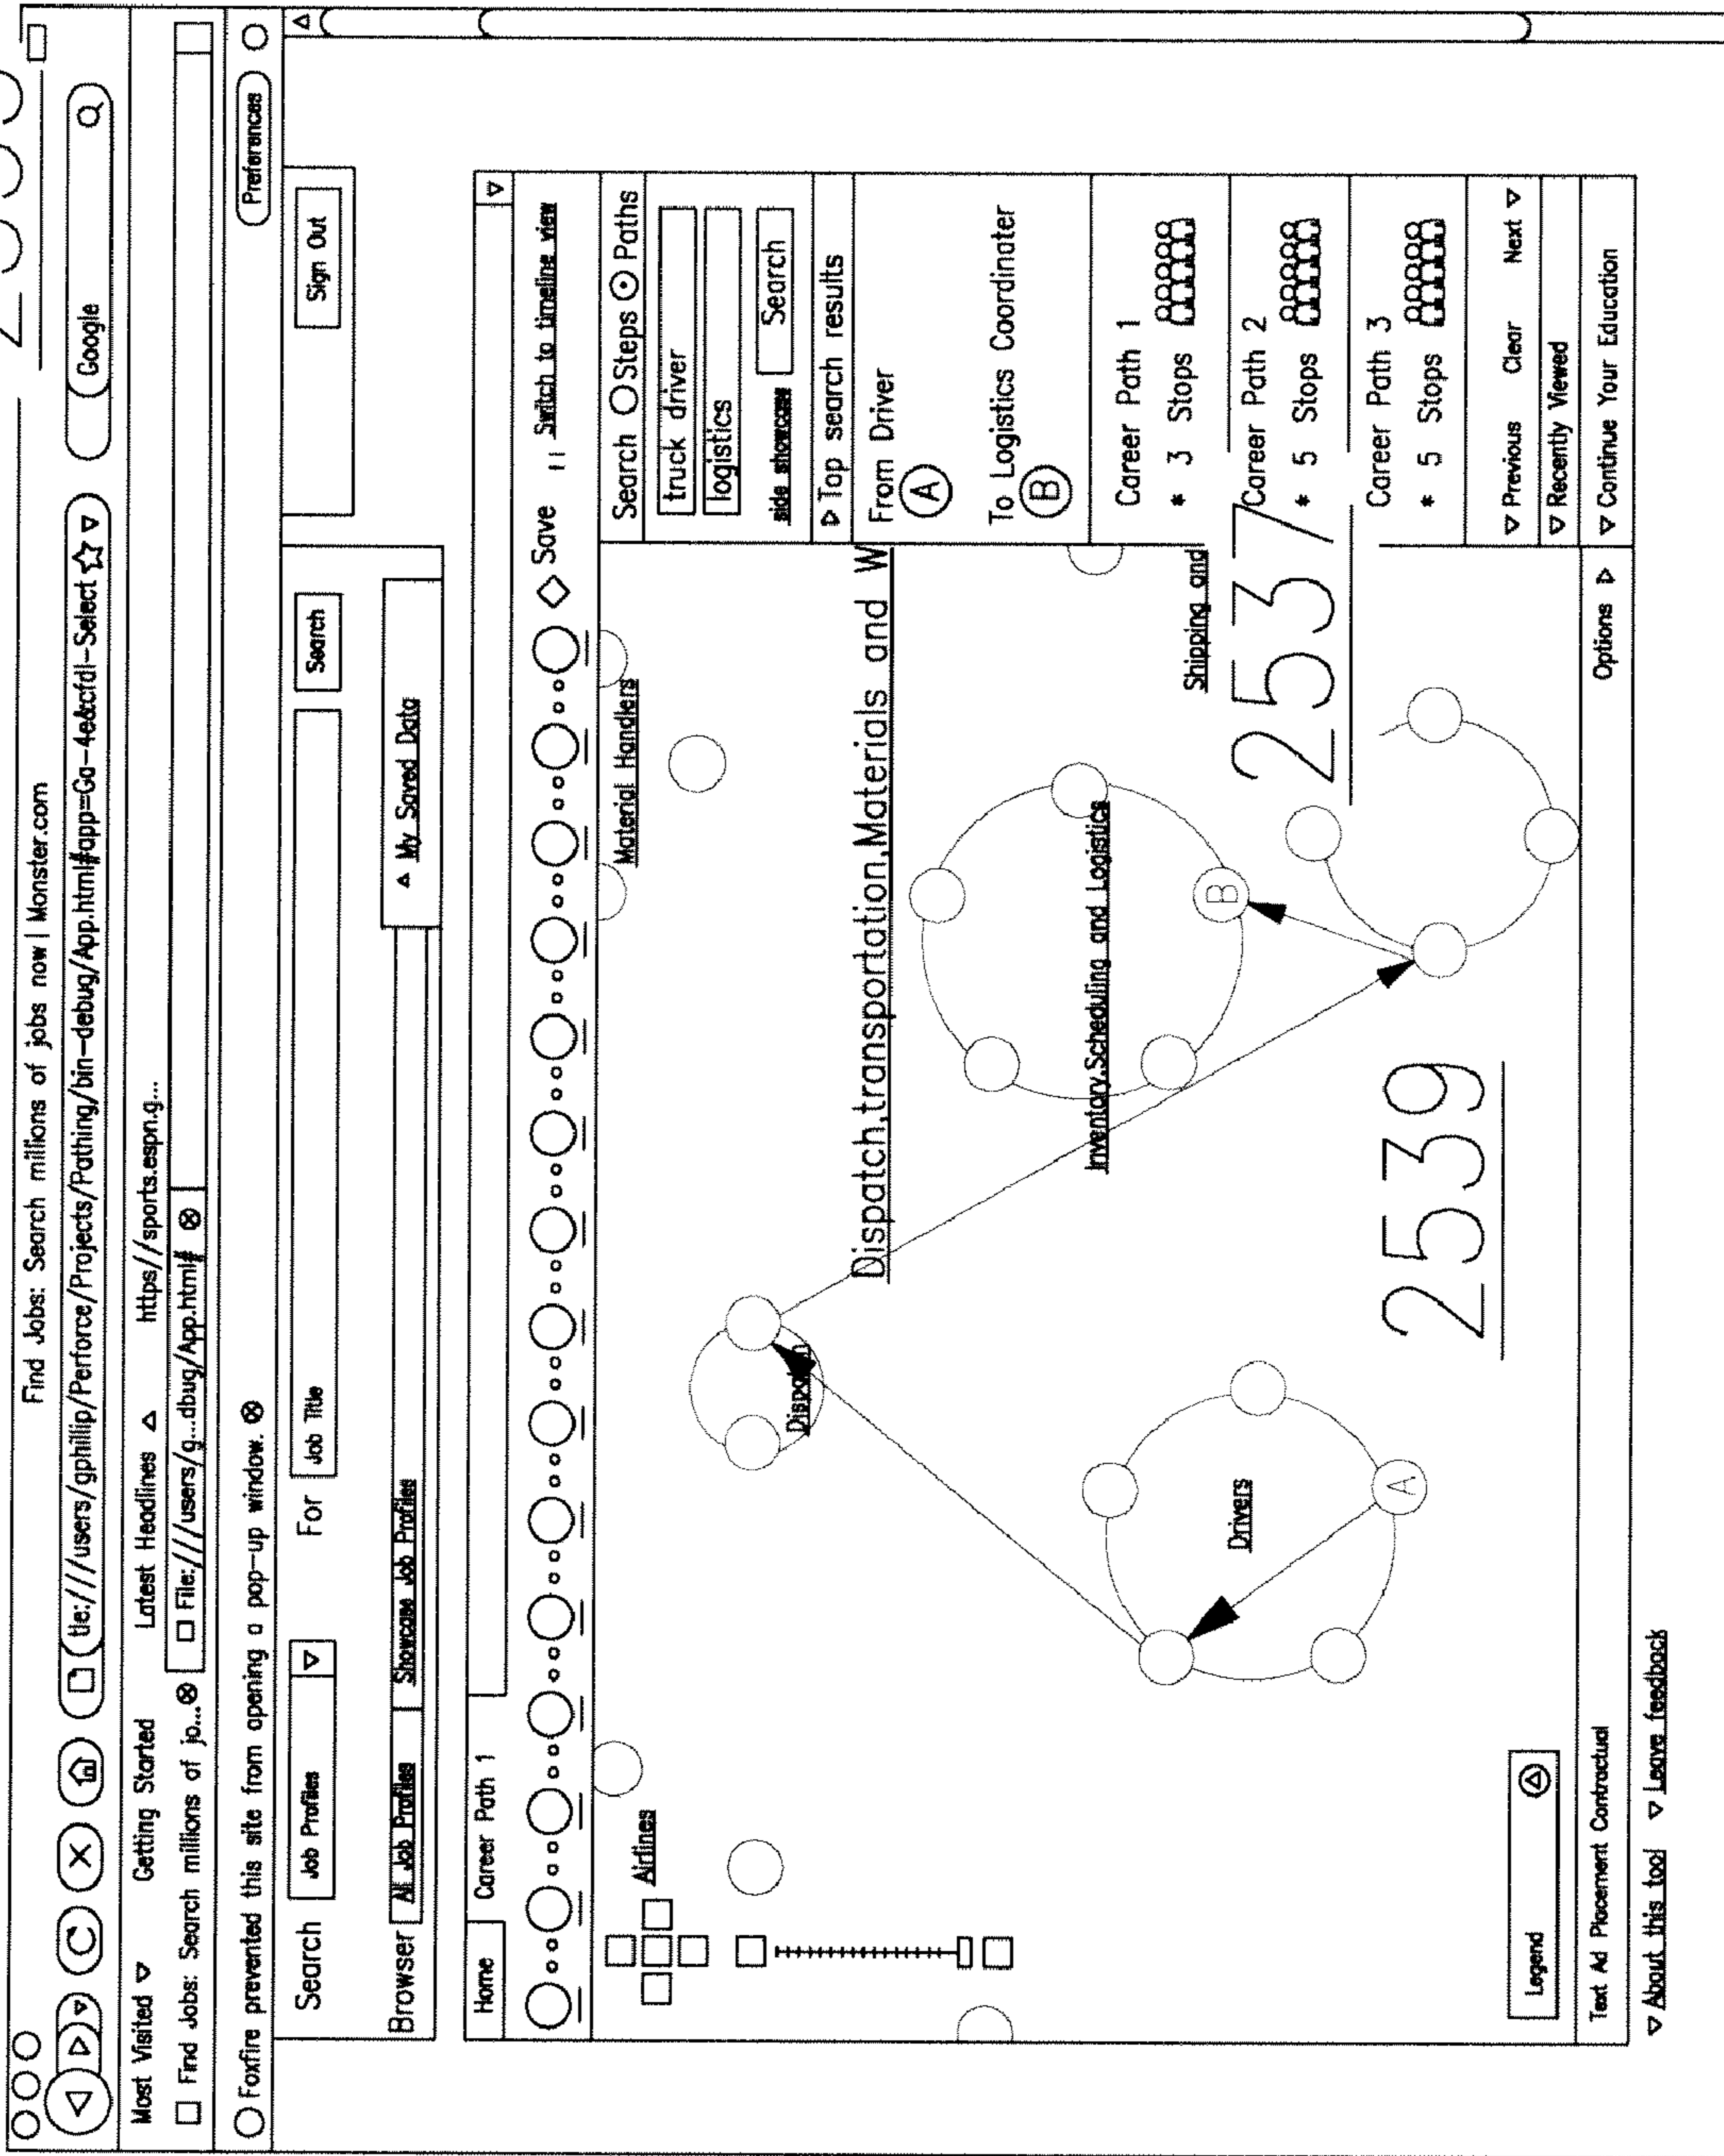 Find Jobs: Search millions of jobs now | Monster.com
tle:///users/gphillip/Perforce/Projects/Pathing/bin-debug/App.html#app=Ga-4e&cfdl-Select
Google
Most Visited
Getting Started
Latest Headlines
https//sports.espn.g...
Find Jobs: Search millions of jo...
File:///users/g...dbug/App.html#
Foxfire prevented this site from opening a pop-up window.
Preferences
Search
Job Profiles
For
Job Title
Search
Sign Out
Browser
All Job Profiles
Showcase Job Profiles
My Saved Data
Home
Career Path 1
Save
Switch to timeline view
Airlines
Material Handlers
Dispatch
Dispatch,transportation,Materials and W
Inventory,Scheduling and Logistics
Shipping and
Drivers
A
B
2537
2539
Search Steps Paths
truck driver
logistics
side showcase
Search
Top search results
From Driver
A
To Logistics Coordinater
B
Career Path 1
* 3 Stops
Career Path 2
* 5 Stops
Career Path 3
* 5 Stops
Previous Clear Next
Recently Viewed
Continue Your Education
Legend
Text Ad Placement Contractual
Options
About this tool
Leave feedback